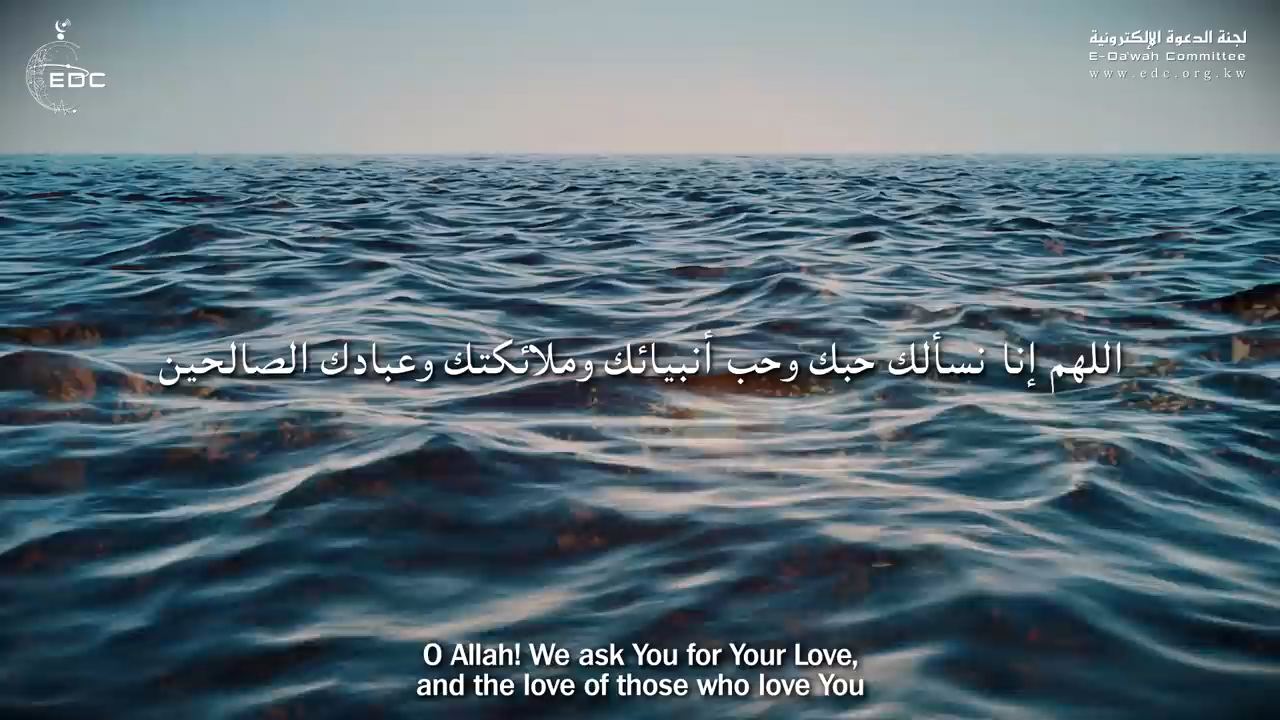 EDC
لجنة الدعوة الإلكترونية
E-Da'wah Committee
www.edc.org.kw
اللهم إنا نسألك حبك وحب أنبيائك وملائكتك وعبادك الصالحين
O Allah! We ask You for Your Love,
and the love of those who love You